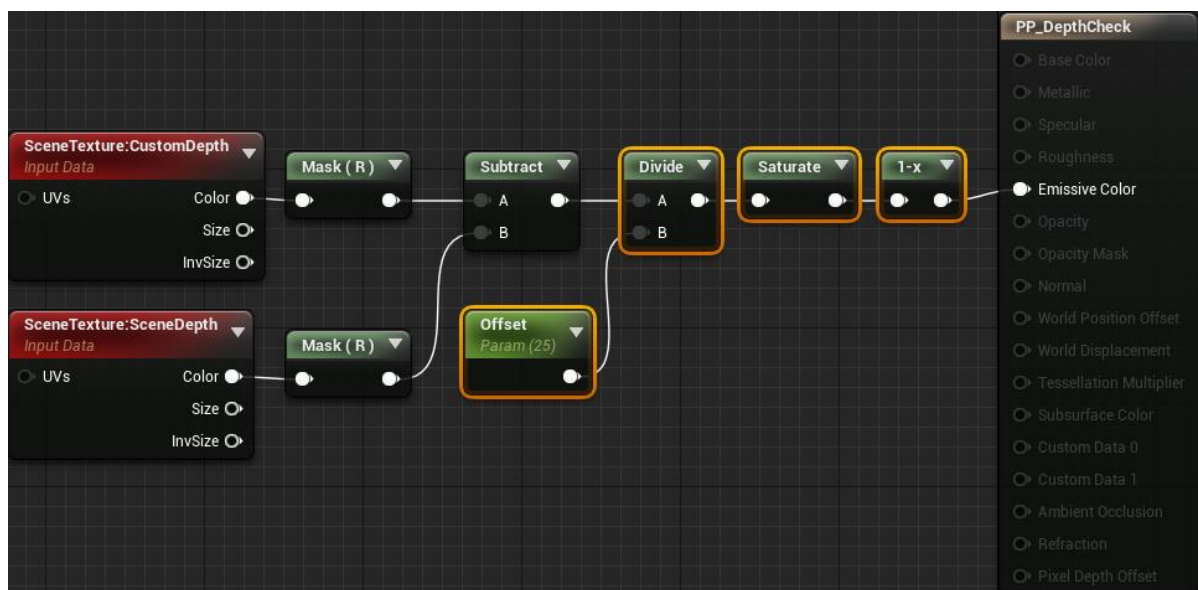 SceneTexture:CustomDepth
Input Data
UVs
Color
Size
InvSize
Mask ( R )
Subtract
A
B
Divide
A
B
Saturate
1-x
SceneTexture:SceneDepth
Input Data
UVs
Color
Size
InvSize
Mask ( R )
Offset
Param (25)
PP_DepthCheck
Base Color
Metallic
Specular
Roughness
Emissive Color
Opacity
Opacity Mask
Normal
World Position Offset
World Displacement
Tessellation Multiplier
Subsurface Color
Custom Data 0
Custom Data 1
Ambient Occlusion
Refraction
Pixel Depth Offset